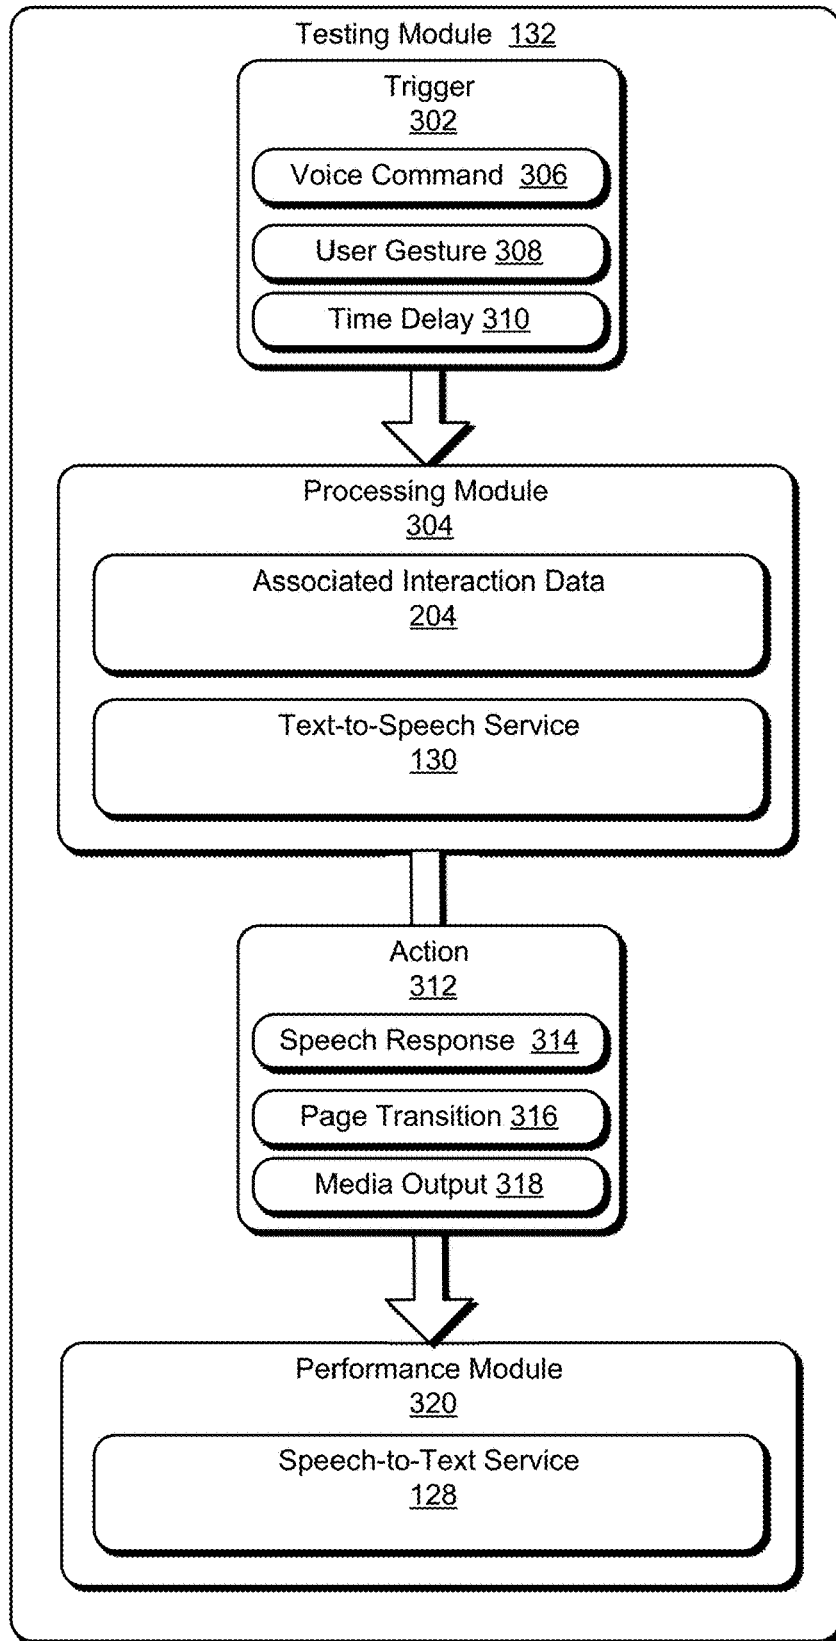 Testing Module 132
Trigger
302
Voice Command 306
User Gesture 308
Time Delay 310
Processing Module
304
Associated Interaction Data
204
Text-to-Speech Service
130
Action
312
Speech Response 314
Page Transition 316
Media Output 318
Performance Module
320
Speech-to-Text Service
128